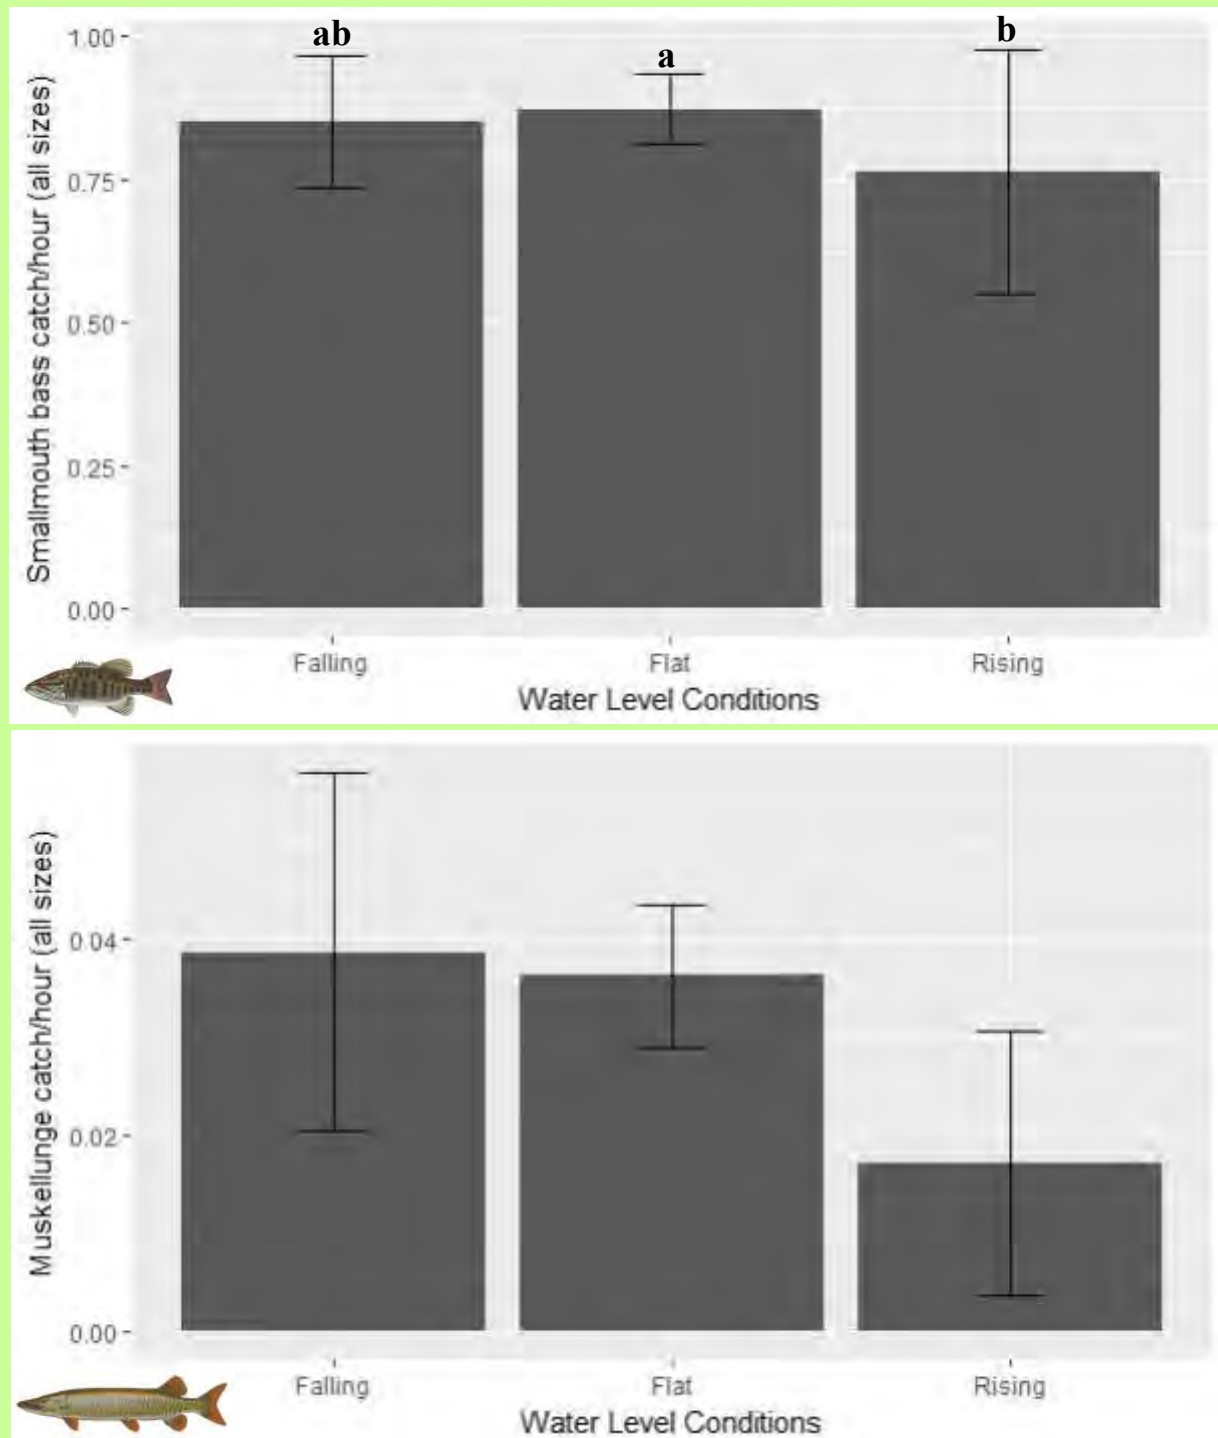 Smallmouth bass catch/hour (all sizes)
1.00
0.75
0.50
0.25
0.00
ab
a
b
Falling
Flat
Rising
Water Level Conditions
Muskellunge catch/hour (all sizes)
0.04
0.02
0.00
Falling
Flat
Rising
Water Level Conditions